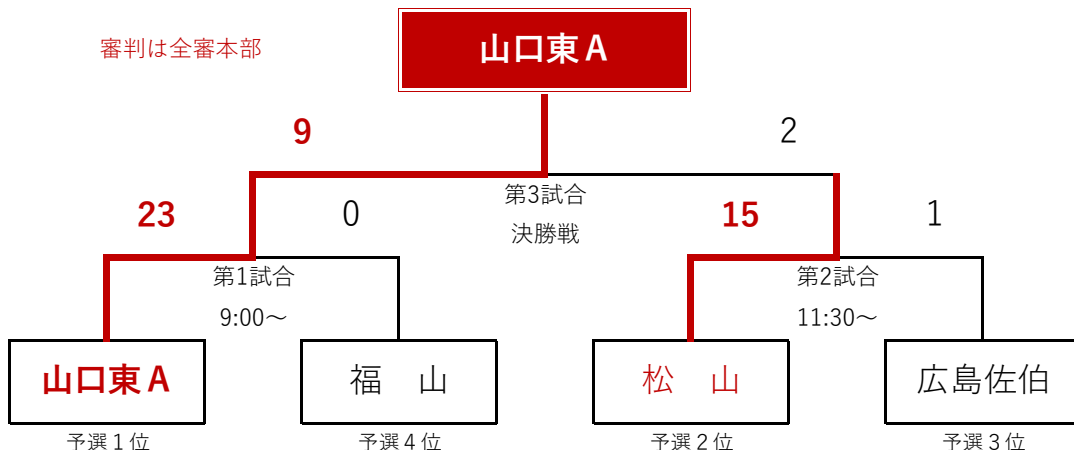 山口東A
審判は全審本部
9
2
第3試合
決勝戦
23
0
15
1
第1試合
9:00～
第2試合
11:30～
山口東A
福　山
松　山
広島佐伯
予選１位
予選４位
予選２位
予選３位